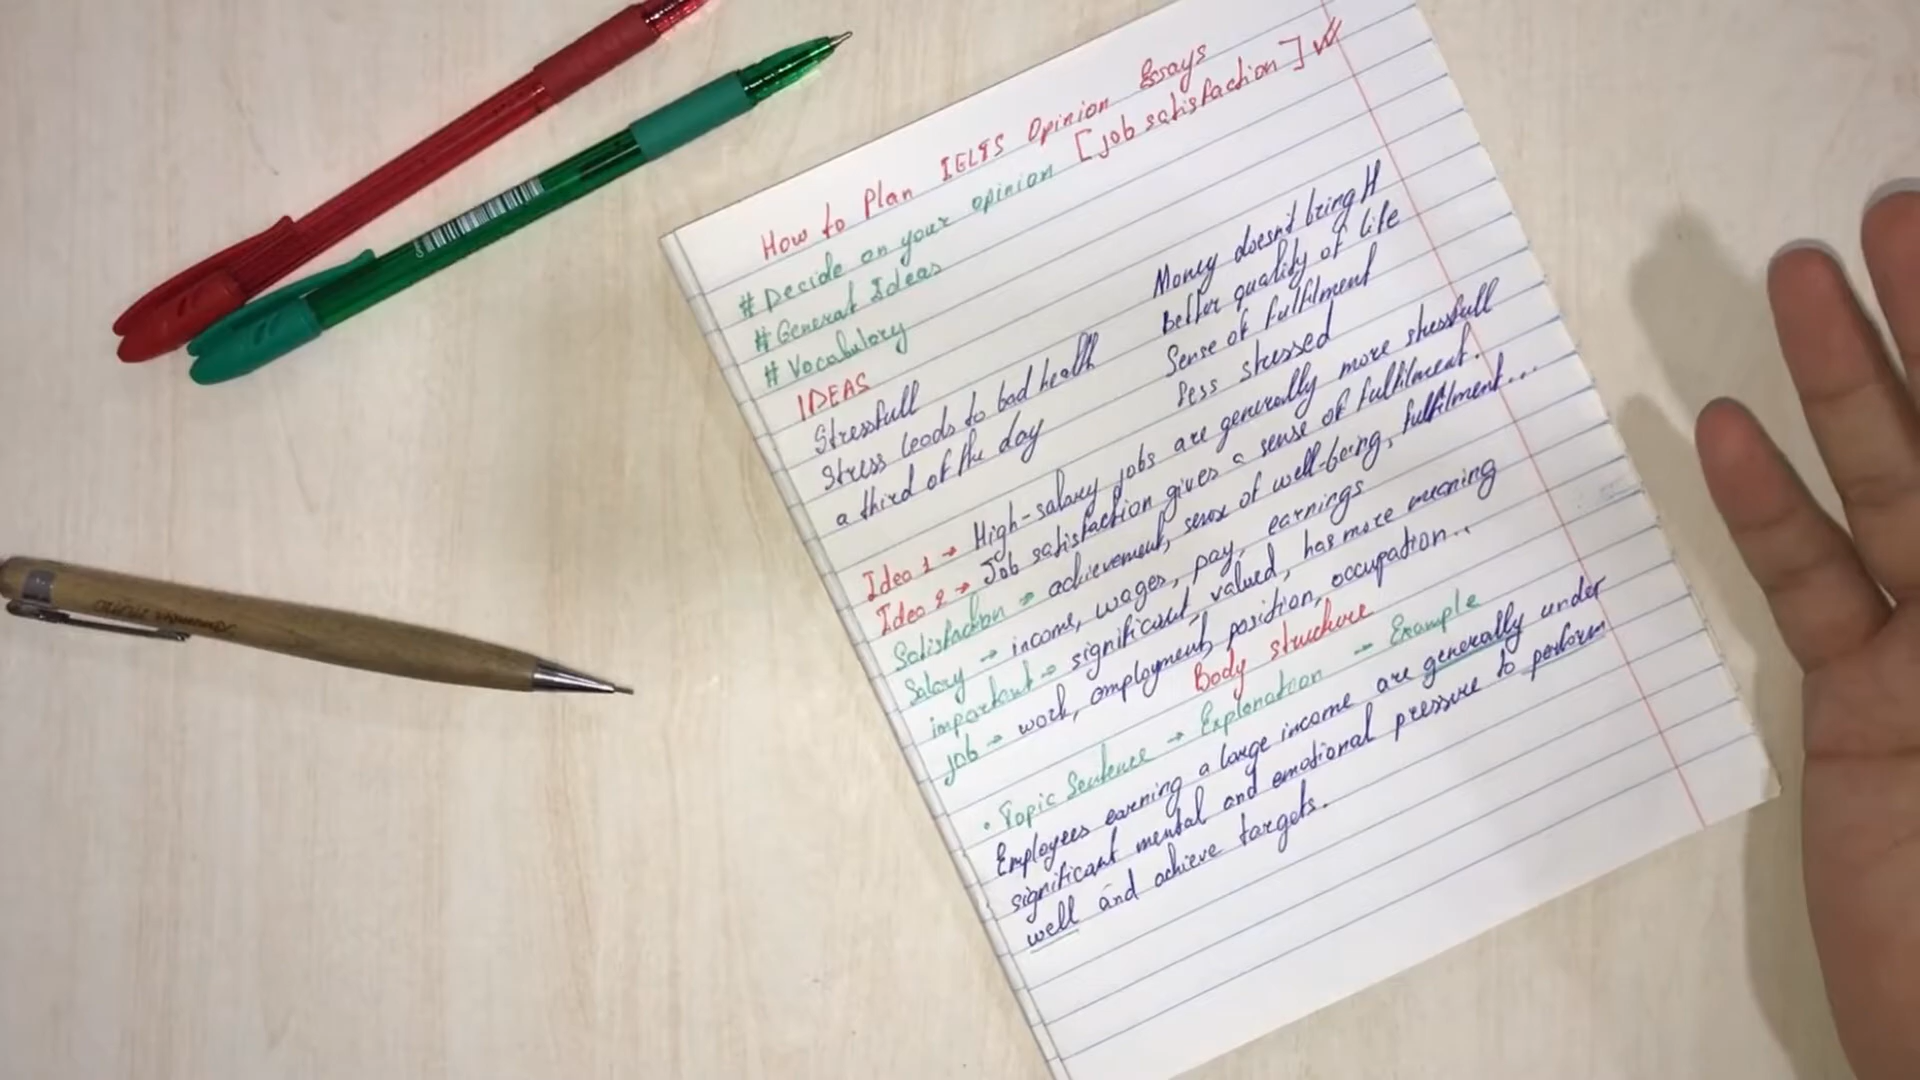 How to Plan IELTS Opinion Essays
# Decide on your opinion [job satisfaction]
# Generat Ideas
# Vocabulary
IDEAS
Stressfull
Stress leads to bad health
a third of the day
Money doesn't bring H
better quality of life
Sense of fulfilment
less stressed
Idea 1 → High-salary jobs are generally more stressfull
Idea 2 → Job satisfaction gives a sense of fulfilment.
Satisfaction → achievement, sense of well-being, fulfilment...
Salary → income, wages, pay, earnings
important → significant, valued, has more meaning
job → work, employment, position, occupation..
Body structure
• Topic Sentence → Explanation → Example
Employees earning a large income are generally under
significant mental and emotional pressure to perform
well and achieve targets.